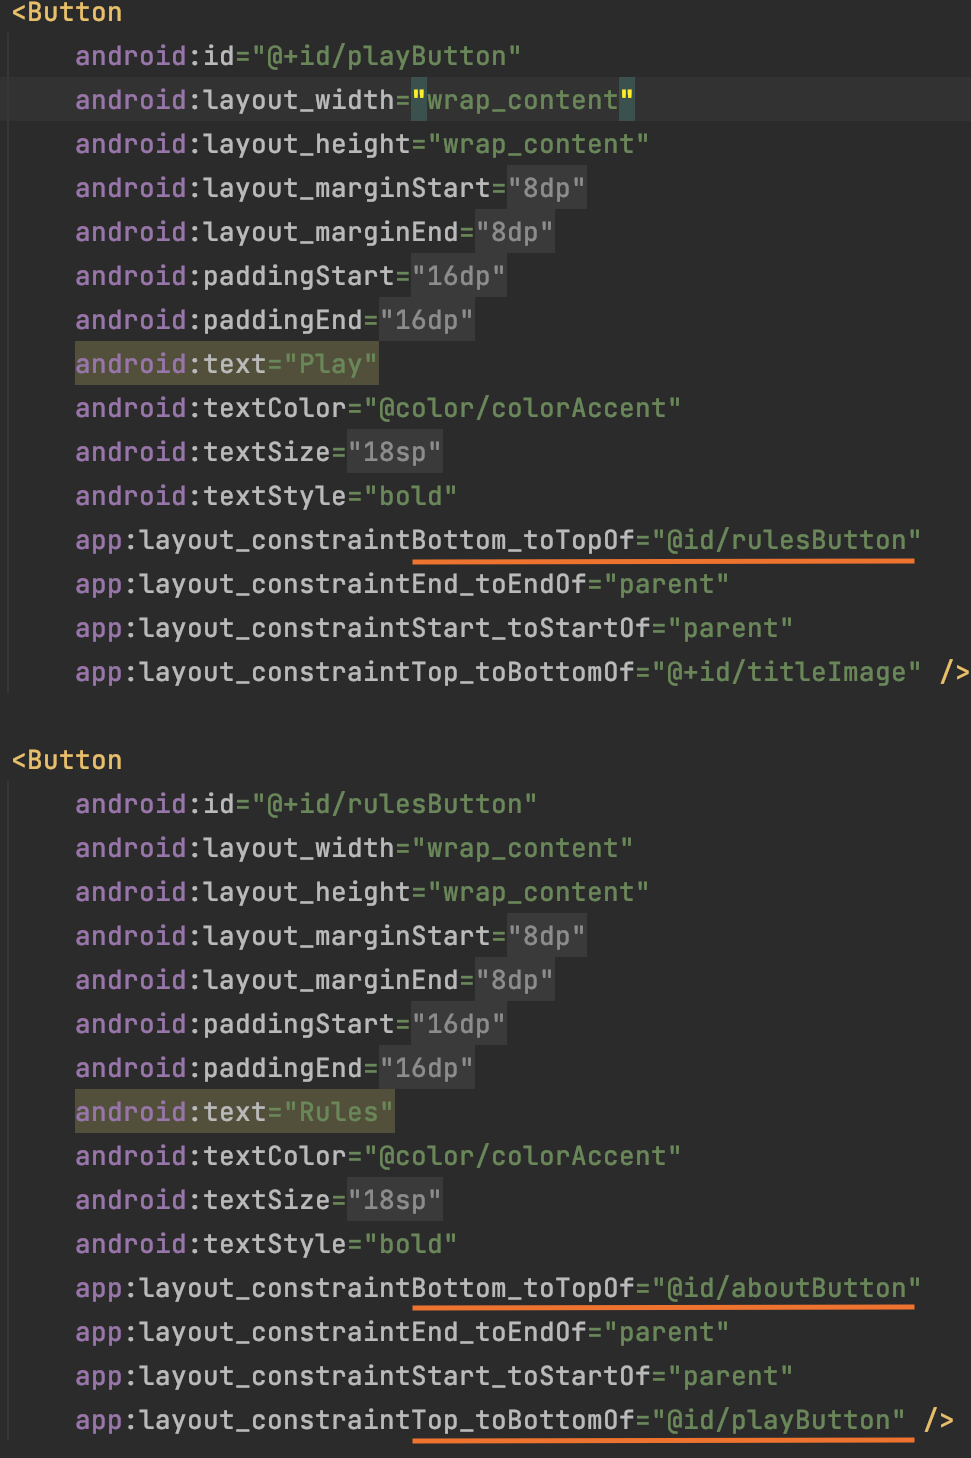 <Button
android:id="@+id/playButton"
android:layout_width="wrap_content"
android:layout_height="wrap_content"
android:layout_marginStart="8dp"
android:layout_marginEnd="8dp"
android:paddingStart="16dp"
android:paddingEnd="16dp"
android:text="Play"
android:textColor="@color/colorAccent"
android:textSize="18sp"
android:textStyle="bold"
app:layout_constraintBottom_toTopOf="@id/rulesButton"
app:layout_constraintEnd_toEndOf="parent"
app:layout_constraintStart_toStartOf="parent"
app:layout_constraintTop_toBottomOf="@+id/titleImage" />
<Button
android:id="@+id/rulesButton"
android:layout_width="wrap_content"
android:layout_height="wrap_content"
android:layout_marginStart="8dp"
android:layout_marginEnd="8dp"
android:paddingStart="16dp"
android:paddingEnd="16dp"
android:text="Rules"
android:textColor="@color/colorAccent"
android:textSize="18sp"
android:textStyle="bold"
app:layout_constraintBottom_toTopOf="@id/aboutButton"
app:layout_constraintEnd_toEndOf="parent"
app:layout_constraintStart_toStartOf="parent"
app:layout_constraintTop_toBottomOf="@id/playButton" />